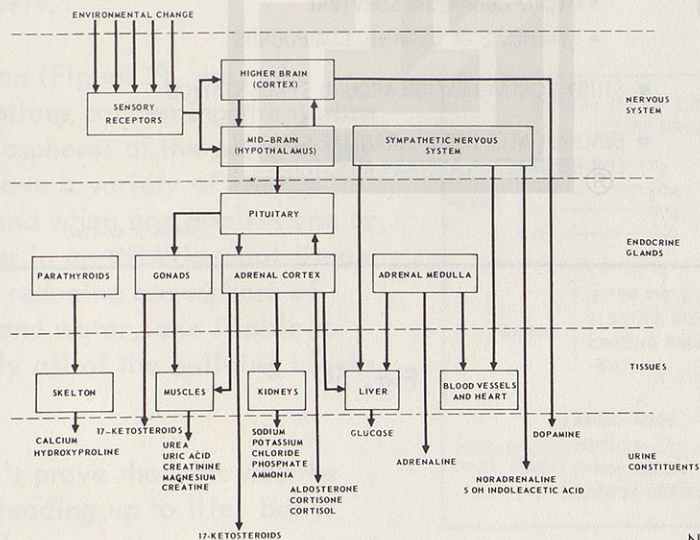 ENVIRONMENTAL CHANGE
HIGHER BRAIN
(CORTEX)
SENSORY
RECEPTORS
NERVOUS
SYSTEM
MID-BRAIN
(HYPOTHALAMUS)
SYMPATHETIC NERVOUS
SYSTEM
PITUITARY
ENDOCRINE
GLANDS
PARATHYROIDS
GONADS
ADRENAL CORTEX
ADRENAL MEDULLA
TISSUES
SKELTON
MUSCLES
KIDNEYS
LIVER
BLOOD VESSELS
AND HEART
CALCIUM
HYDROXYPROLINE
17-KETOSTEROIDS
UREA
URIC ACID
CREATININE
MAGNESIUM
CREATINE
SODIUM
POTASSIUM
CHLORIDE
PHOSPHATE
AMMONIA
GLUCOSE
DOPAMINE
ADRENALINE
URINE
CONSTITUENTS
NORADRENALINE
5 OH INDOLEACETIC ACID
ALDOSTERONE
CORTISONE
CORTISOL
17-KETOSTEROIDS